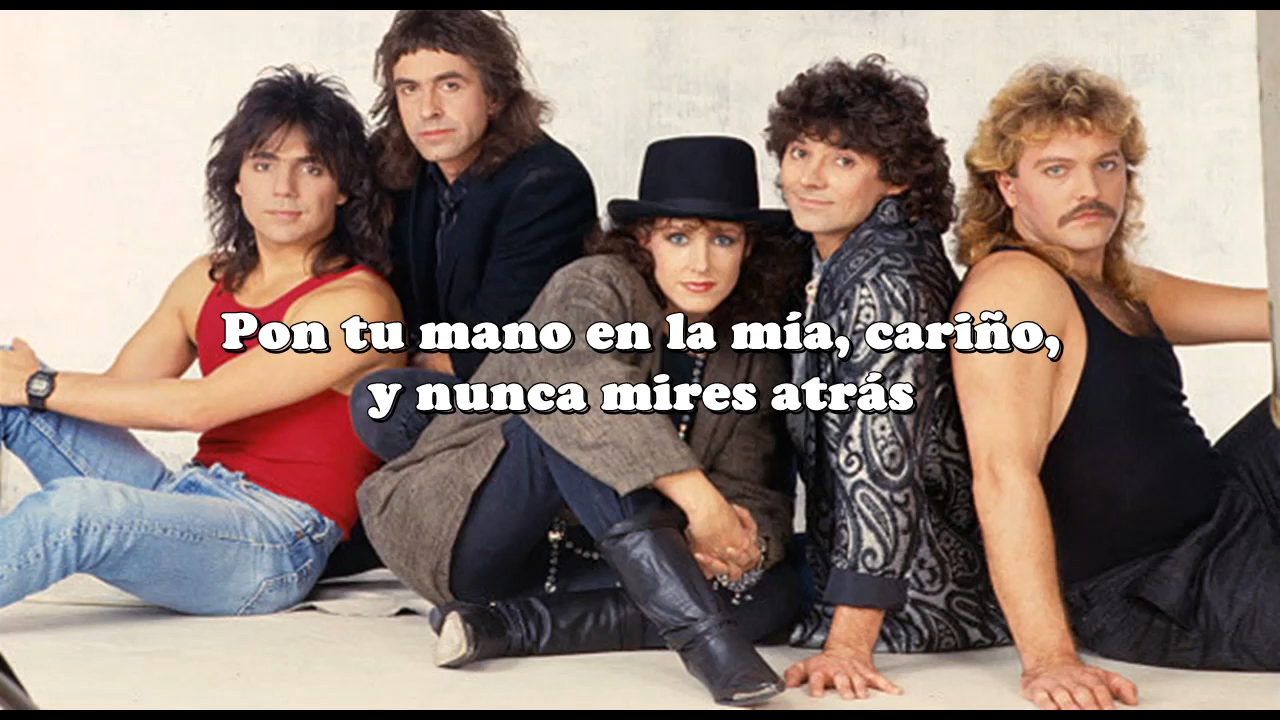 Pon tu mano en la mía, cariño,
y nunca mires atrás